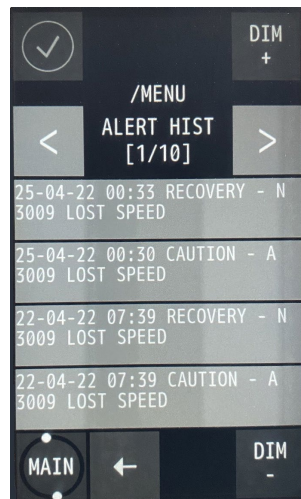 DIM
+
/MENU
ALERT HIST
< [1/10] >
25-04-22 00:33 RECOVERY - N
3009 LOST SPEED
25-04-22 00:30 CAUTION - A
3009 LOST SPEED
22-04-22 07:39 RECOVERY - N
3009 LOST SPEED
22-04-22 07:39 CAUTION - A
3009 LOST SPEED
MAIN ← DIM
-